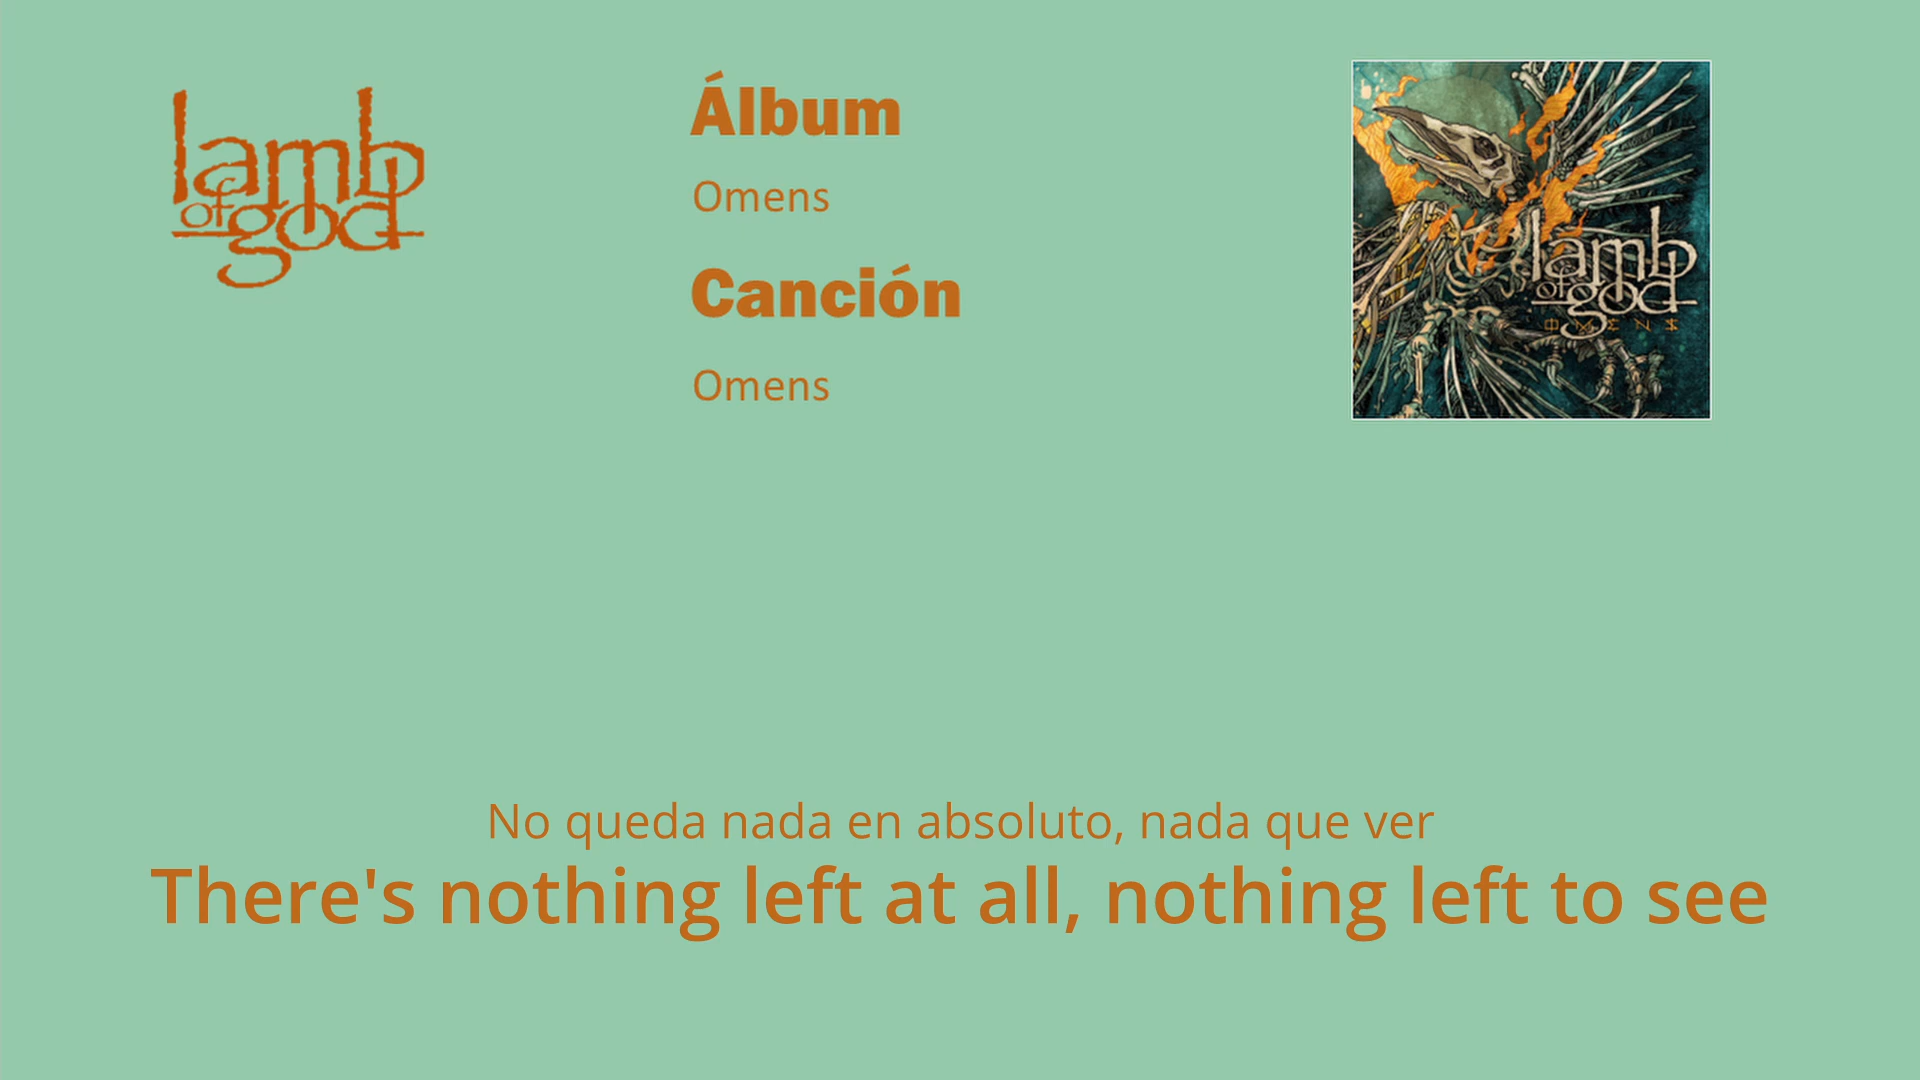 lamb
of god
Álbum
Omens
Canción
Omens
lamb
of god
OMENS
No queda nada en absoluto, nada que ver
There's nothing left at all, nothing left to see